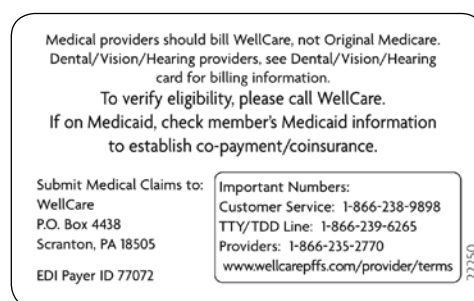 Medical providers should bill WellCare, not Original Medicare.
Dental/Vision/Hearing providers, see Dental/Vision/Hearing
card for billing information.
To verify eligibility, please call WellCare.
If on Medicaid, check member's Medicaid information
to establish co-payment/coinsurance.
Submit Medical Claims to:
WellCare
P.O. Box 4438
Scranton, PA 18505
EDI Payer ID 77072
Important Numbers:
Customer Service: 1-866-238-9898
TTY/TDD Line: 1-866-239-6265
Providers: 1-866-235-2770
www.wellcarepffs.com/provider/terms
22250